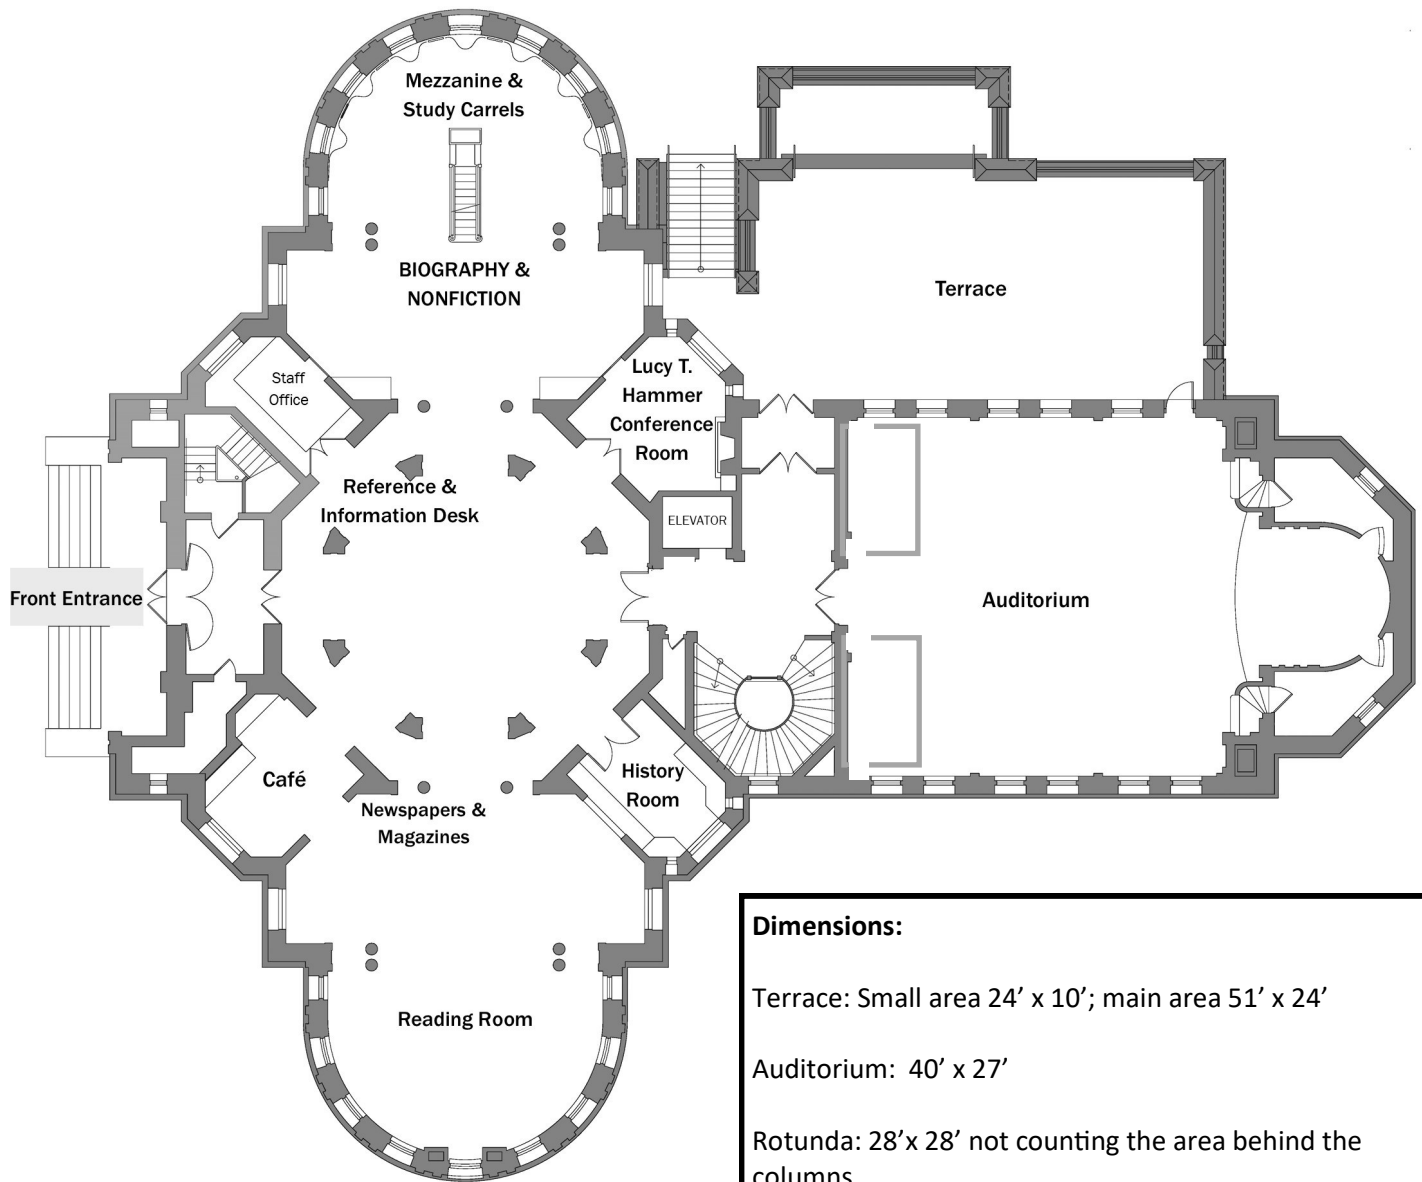 Mezzanine &
Study Carrels
BIOGRAPHY &
NONFICTION
Terrace
Staff
Office
Lucy T.
Hammer
Conference
Room
Reference &
Information Desk
ELEVATOR
Front Entrance
Auditorium
Café
History
Room
Newspapers &
Magazines
Reading Room
Dimensions:
Terrace: Small area 24’ x 10’; main area 51’ x 24’
Auditorium: 40’ x 27’
Rotunda: 28’x 28’ not counting the area behind the
columns